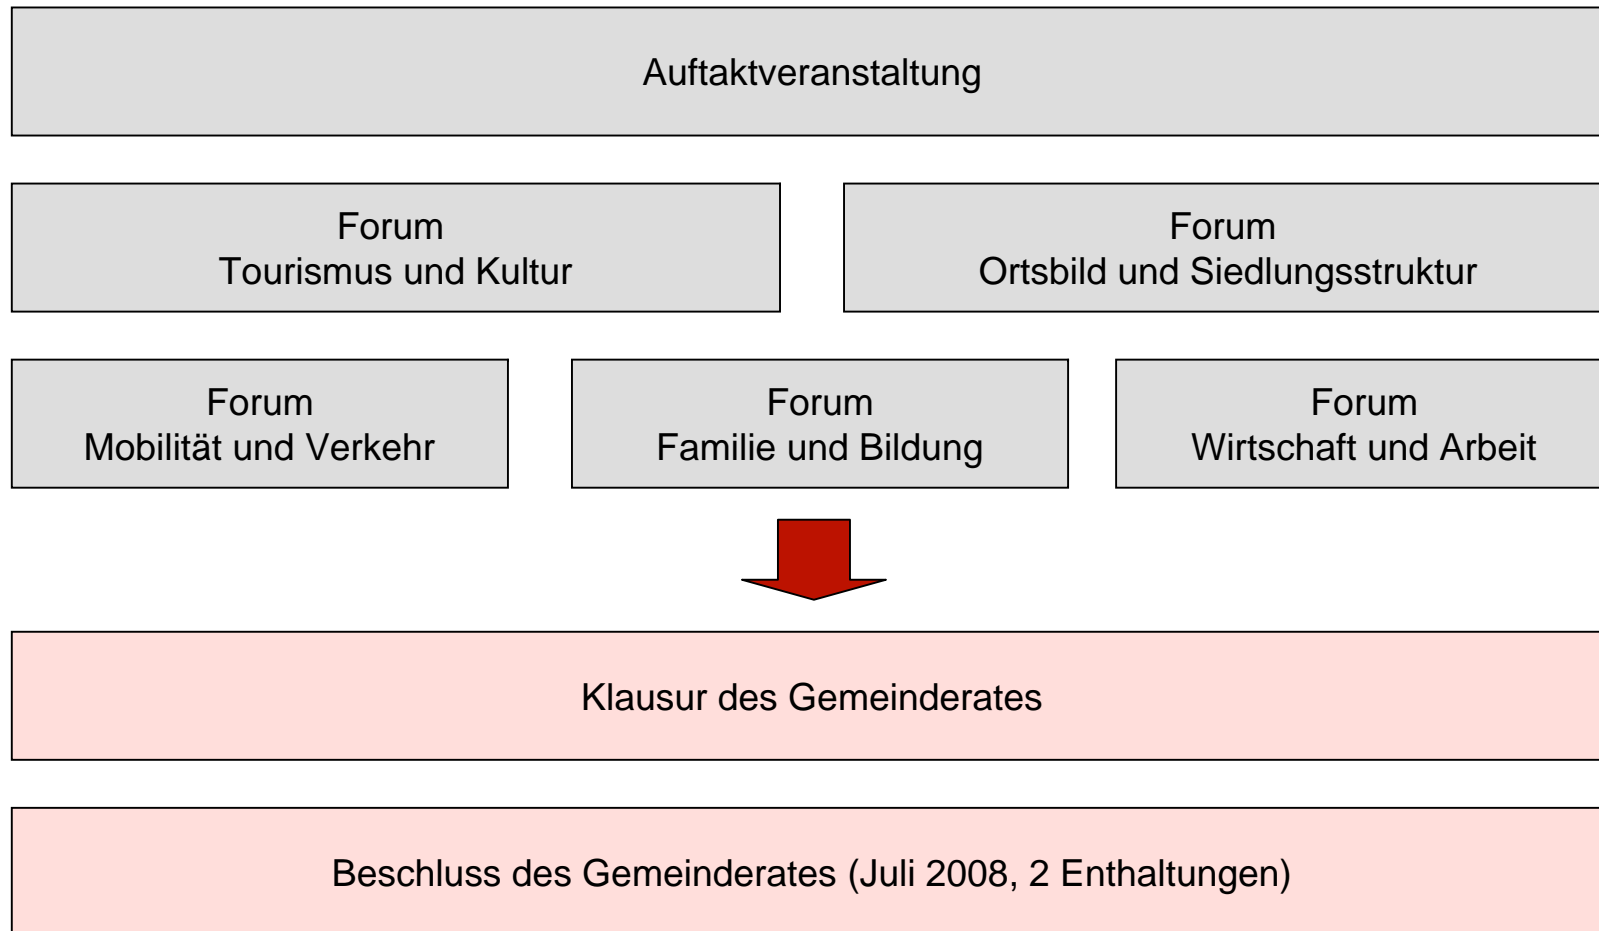 Auftaktveranstaltung
Forum
Tourismus und Kultur
Forum
Ortsbild und Siedlungsstruktur
Forum
Mobilität und Verkehr
Forum
Familie und Bildung
Forum
Wirtschaft und Arbeit
Klausur des Gemeinderates
Beschluss des Gemeinderates (Juli 2008, 2 Enthaltungen)